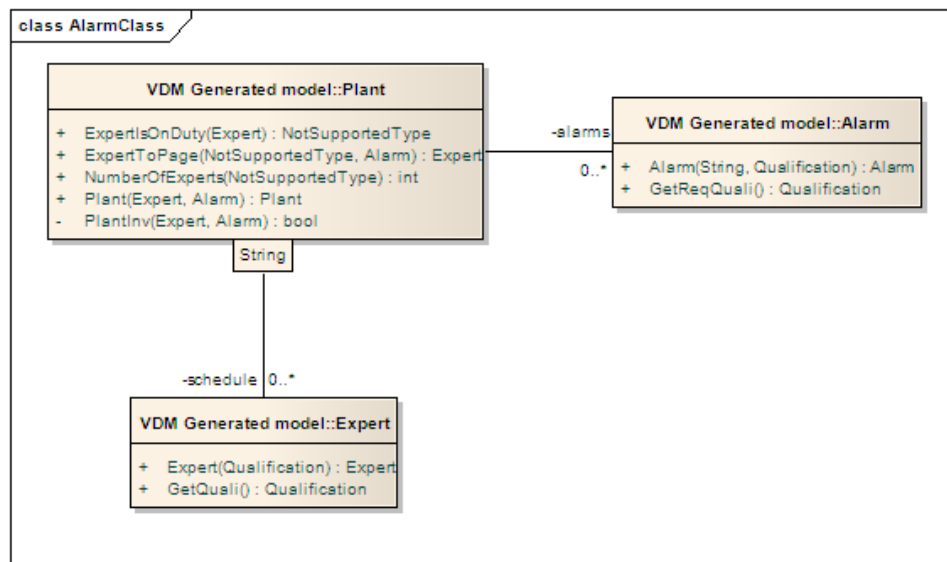 class AlarmClass
VDM Generated model::Plant
+ ExpertIsOnDuty(Expert) : NotSupportedType
+ ExpertToPage(NotSupportedType, Alarm) : Expert
+ NumberOfExperts(NotSupportedType) : int
+ Plant(Expert, Alarm) : Plant
- PlantInv(Expert, Alarm) : bool
String
-alarms
0..*
VDM Generated model::Alarm
+ Alarm(String, Qualification) : Alarm
+ GetReqQuali() : Qualification
-schedule 0..*
VDM Generated model::Expert
+ Expert(Qualification) : Expert
+ GetQuali() : Qualification